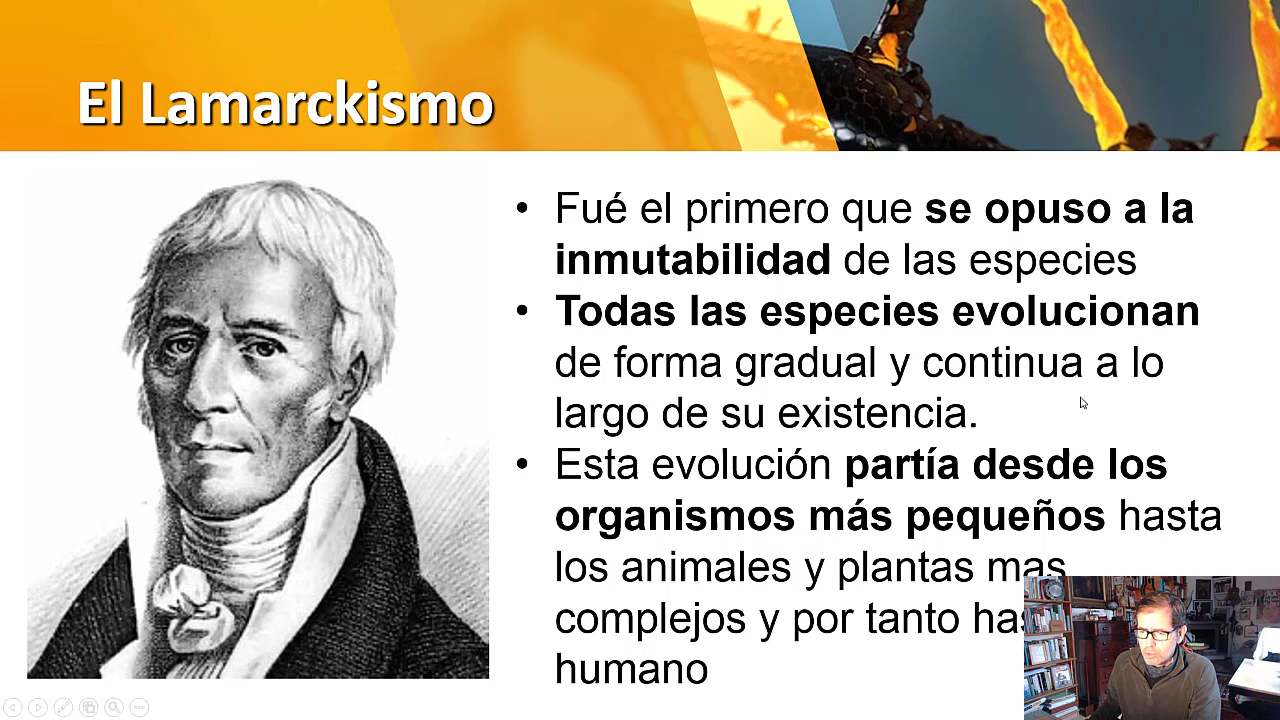 El Lamarckismo
• Fué el primero que se opuso a la
inmutabilidad de las especies
• Todas las especies evolucionan
de forma gradual y continua a lo
largo de su existencia.
• Esta evolución partía desde los
organismos más pequeños hasta
los animales y plantas mas
complejos y por tanto
humano